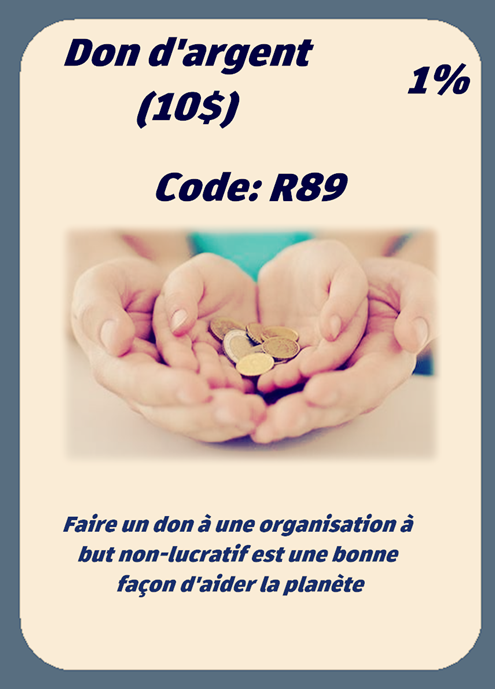 Don d'argent
(10$)
1%
Code: R89
Faire un don à une organisation à
but non-lucratif est une bonne
façon d'aider la planète